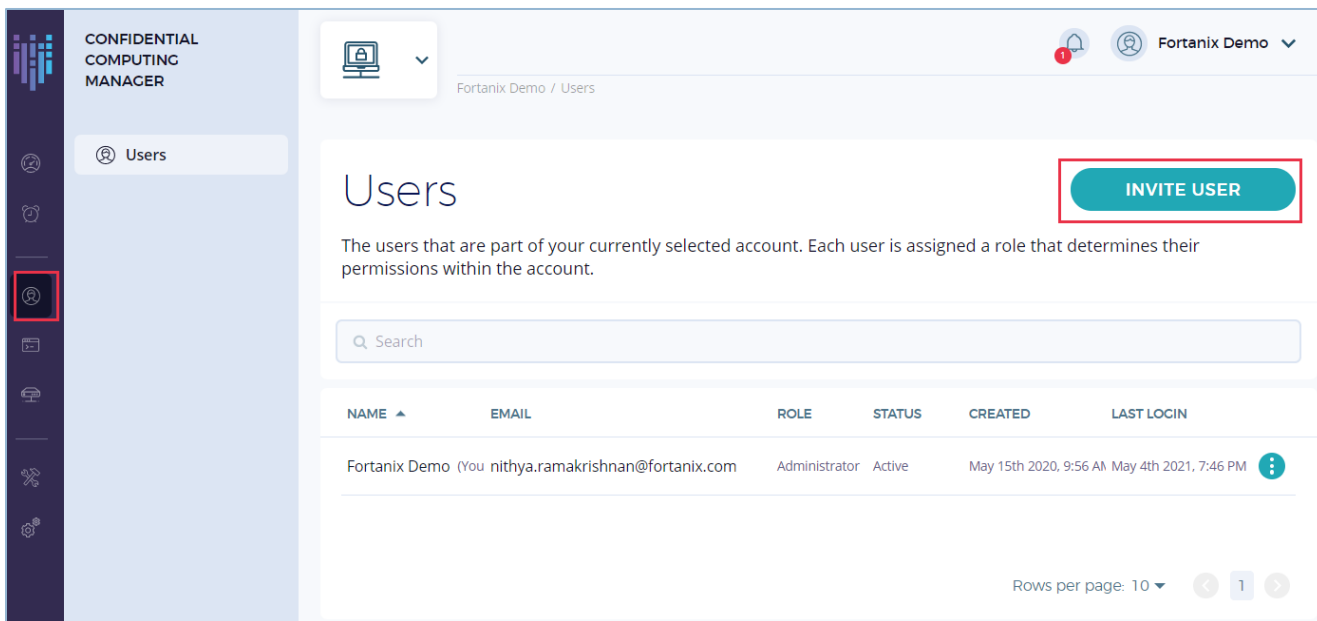 CONFIDENTIAL
COMPUTING
MANAGER
1
Fortanix Demo
Fortanix Demo / Users
Users
Users
INVITE USER
The users that are part of your currently selected account. Each user is assigned a role that determines their
permissions within the account.
Search
NAME EMAIL ROLE STATUS CREATED LAST LOGIN
Fortanix Demo (You nithya.ramakrishnan@fortanix.com Administrator Active May 15th 2020, 9:56 AM May 4th 2021, 7:46 PM
Rows per page: 10 1